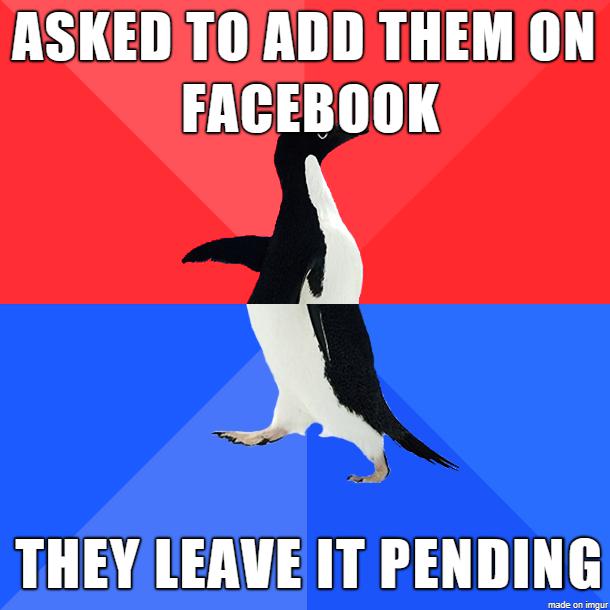 ASKED TO ADD THEM ON
FACEBOOK
THEY LEAVE IT PENDING
made on imgur